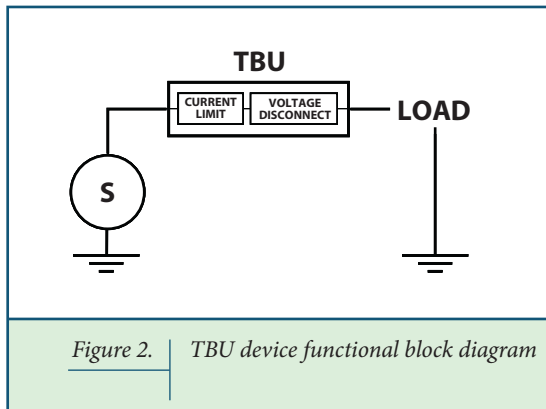 TBU
CURRENT
LIMIT
VOLTAGE
DISCONNECT
LOAD
S
Figure 2. TBU device functional block diagram